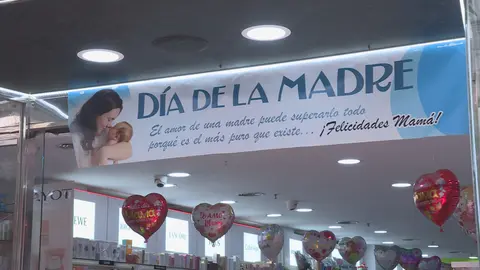 DÍA DE LA MADRE
El amor de una madre puede superarlo todo
porqué es el más puro que existe... ¡Felicidades Mamá!